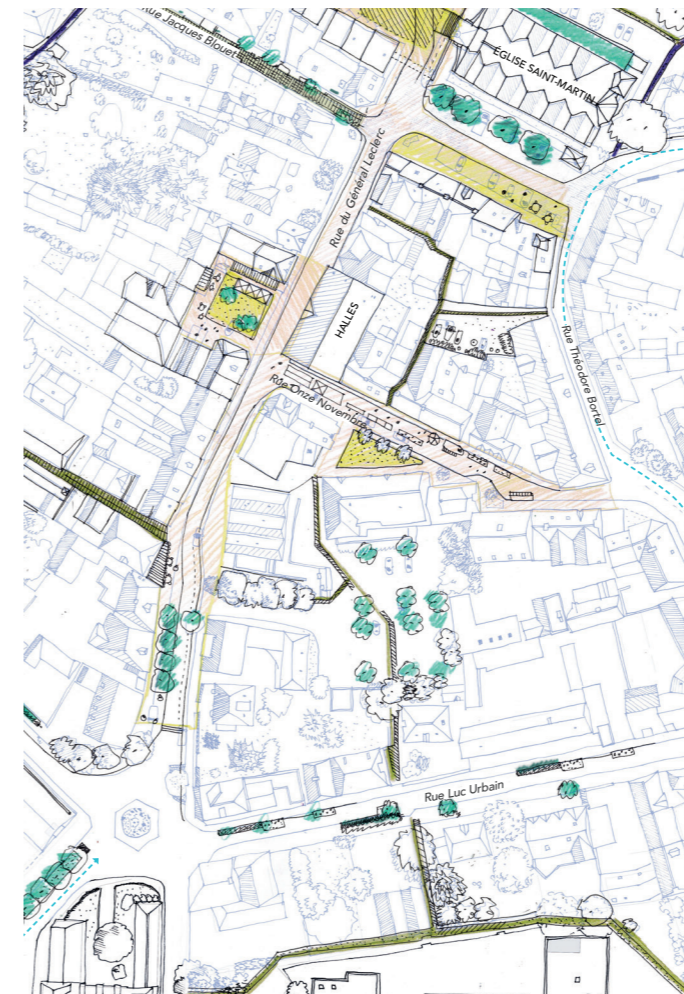 Rue Jacques Blouet
ÉGLISE SAINT-MARTIN
Rue du Général Leclerc
HALLES
Rue Théodore Bortel
Rue Onze Novembre
Rue Luc Urbain